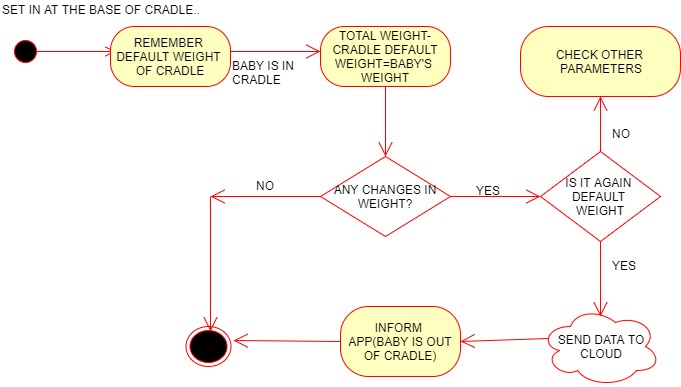 SET IN AT THE BASE OF CRADLE..
REMEMBER
DEFAULT WEIGHT
OF CRADLE
BABY IS IN
CRADLE
TOTAL WEIGHT-
CRADLE DEFAULT
WEIGHT=BABY'S
WEIGHT
CHECK OTHER
PARAMETERS
NO
NO
ANY CHANGES IN
WEIGHT?
YES
IS IT AGAIN
DEFAULT
WEIGHT
YES
INFORM
APP(BABY IS OUT
OF CRADLE)
SEND DATA TO
CLOUD